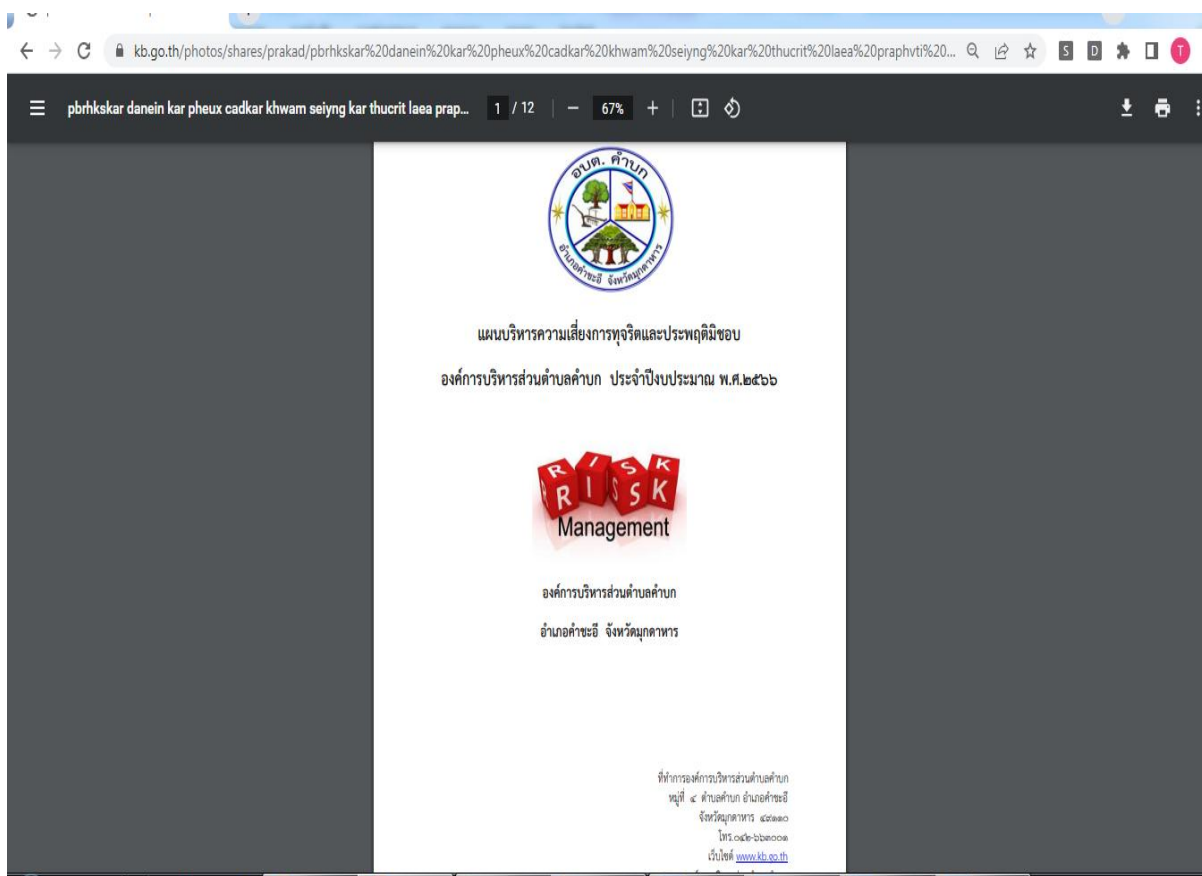 kb.go.th/photos/shares/prakad/pbrhkskar%20danein%20kar%20pheux%20cadkar%20khwam%20seiyng%20kar%20thucrit%20laea%20praphvti%20...
S D T
pbrhkskar danein kar pheux cadkar khwam seiyng kar thucrit laea prap... 1 / 12 67%
อบต. คำบก
อำเภอคำชะอี จังหวัดมุกดาหาร
แผนบริหารความเสี่ยงการทุจริตและประพฤติมิชอบ
องค์การบริหารส่วนตำบลคำบก ประจำปีงบประมาณ พ.ศ.๒๕๖๖
RISK
RISK
Management
องค์การบริหารส่วนตำบลคำบก
อำเภอคำชะอี จังหวัดมุกดาหาร
ที่ทำการองค์การบริหารส่วนตำบลคำบก
หมู่ที่ ๔ ตำบลคำบก อำเภอคำชะอี
จังหวัดมุกดาหาร ๔๙๑๑๐
โทร.๐๔๒-๖๖๓๐๐๑
เว็บไซต์ www.kb.go.th